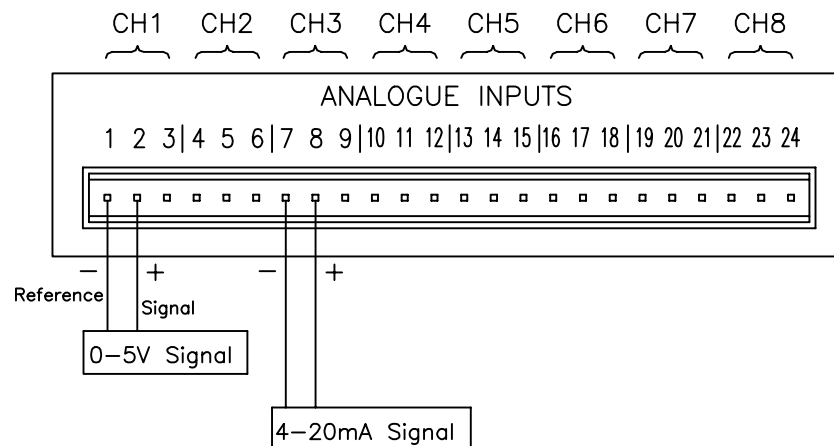 CH1 CH2 CH3 CH4 CH5 CH6 CH7 CH8
ANALOGUE INPUTS
1 2 3|4 5 6|7 8 9|10 11 12|13 14 15|16 17 18|19 20 21|22 23 24
− + − +
Reference
Signal
0−5V Signal
4−20mA Signal